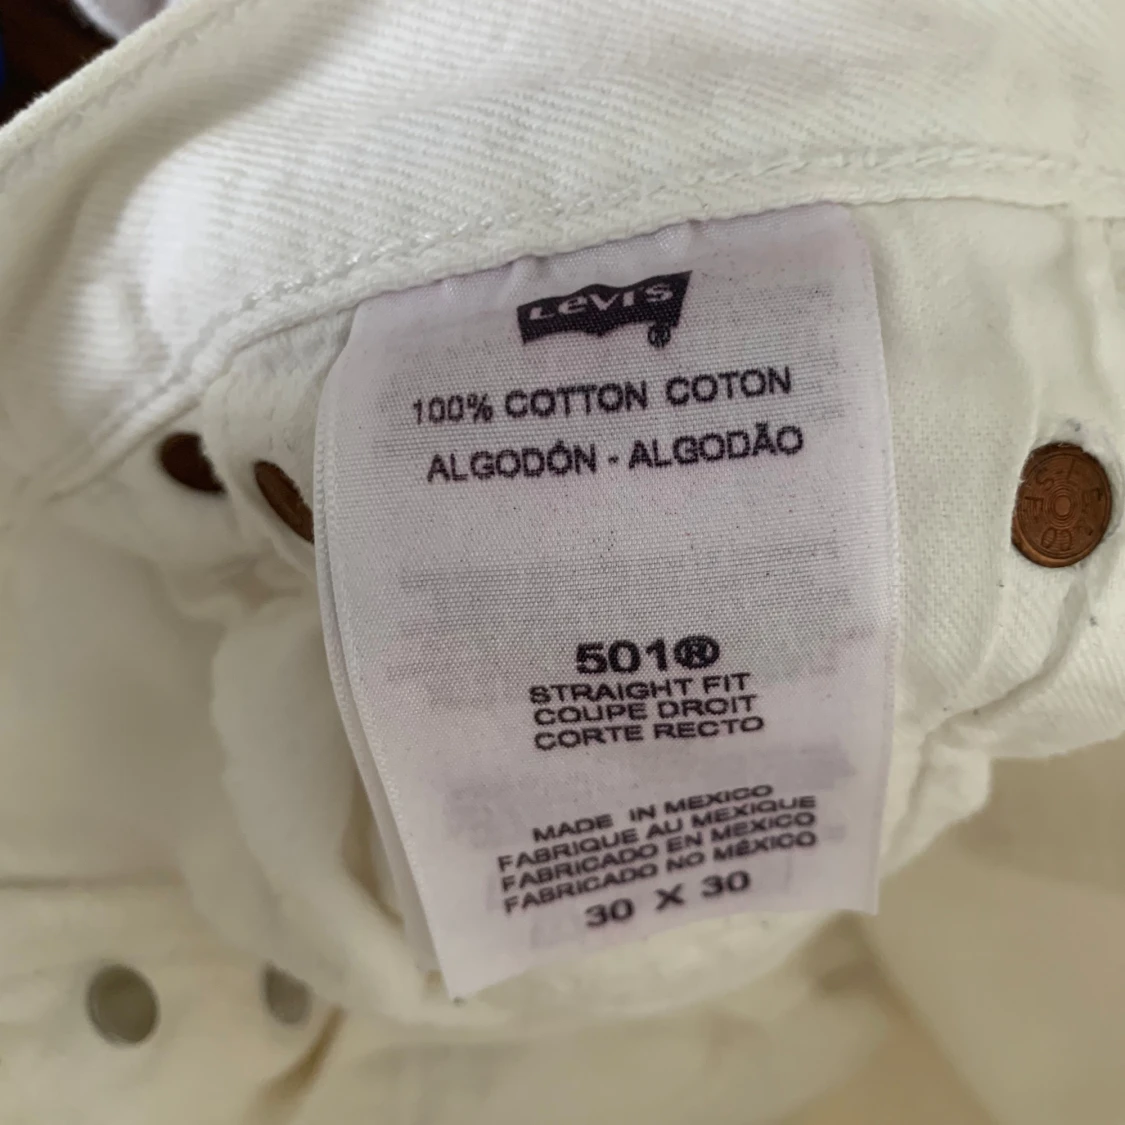 LEVI'S
®
100% COTTON COTON
ALGODÓN - ALGODÃO
501®
STRAIGHT FIT
COUPE DROIT
CORTE RECTO
MADE IN MEXICO
FABRIQUE AU MEXIQUE
FABRICADO EN MEXICO
FABRICADO NO MÉXICO
30 X 30
L.S. & CO S.F.